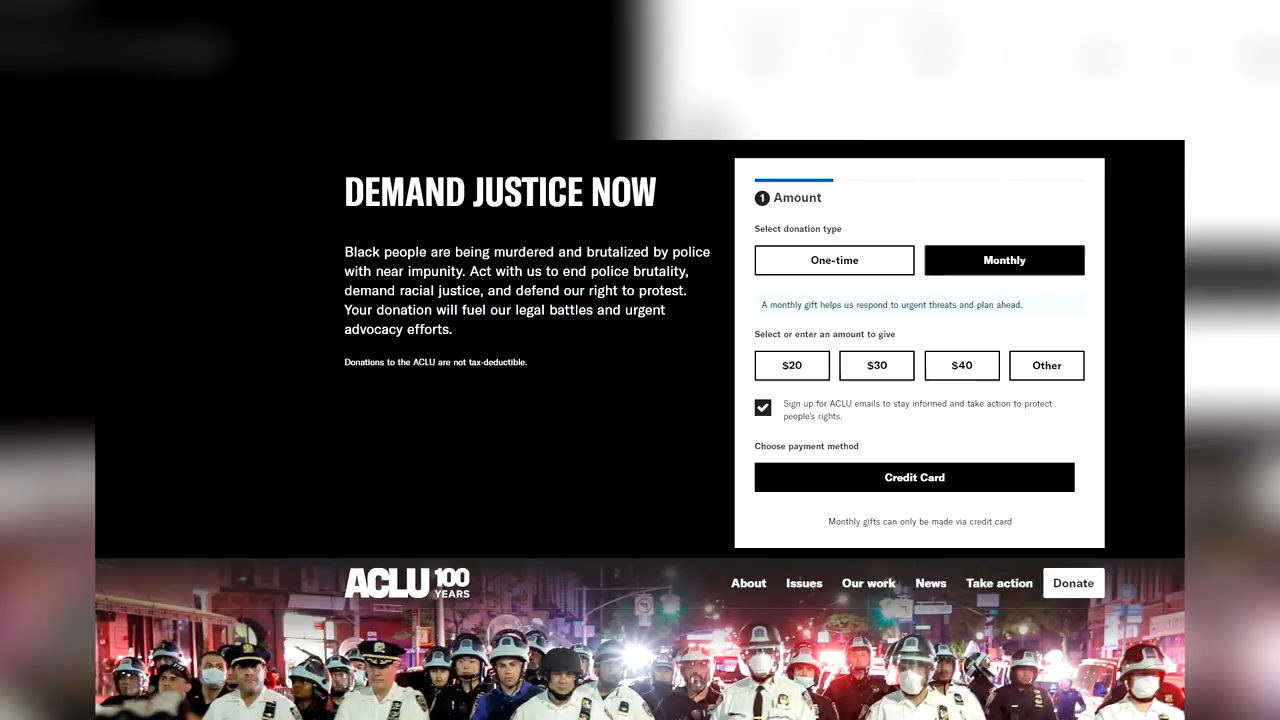 DEMAND JUSTICE NOW
Black people are being murdered and brutalized by police
with near impunity. Act with us to end police brutality,
demand racial justice, and defend our right to protest.
Your donation will fuel our legal battles and urgent
advocacy efforts.
Donations to the ACLU are not tax-deductible.
1 Amount
Select donation type
One-time
Monthly
A monthly gift helps us respond to urgent threats and plan ahead.
Select or enter an amount to give
$20
$30
$40
Other
Sign up for ACLU emails to stay informed and take action to protect
people's rights.
Choose payment method
Credit Card
Monthly gifts can only be made via credit card
ACLU 100
YEARS
About
Issues
Our work
News
Take action
Donate